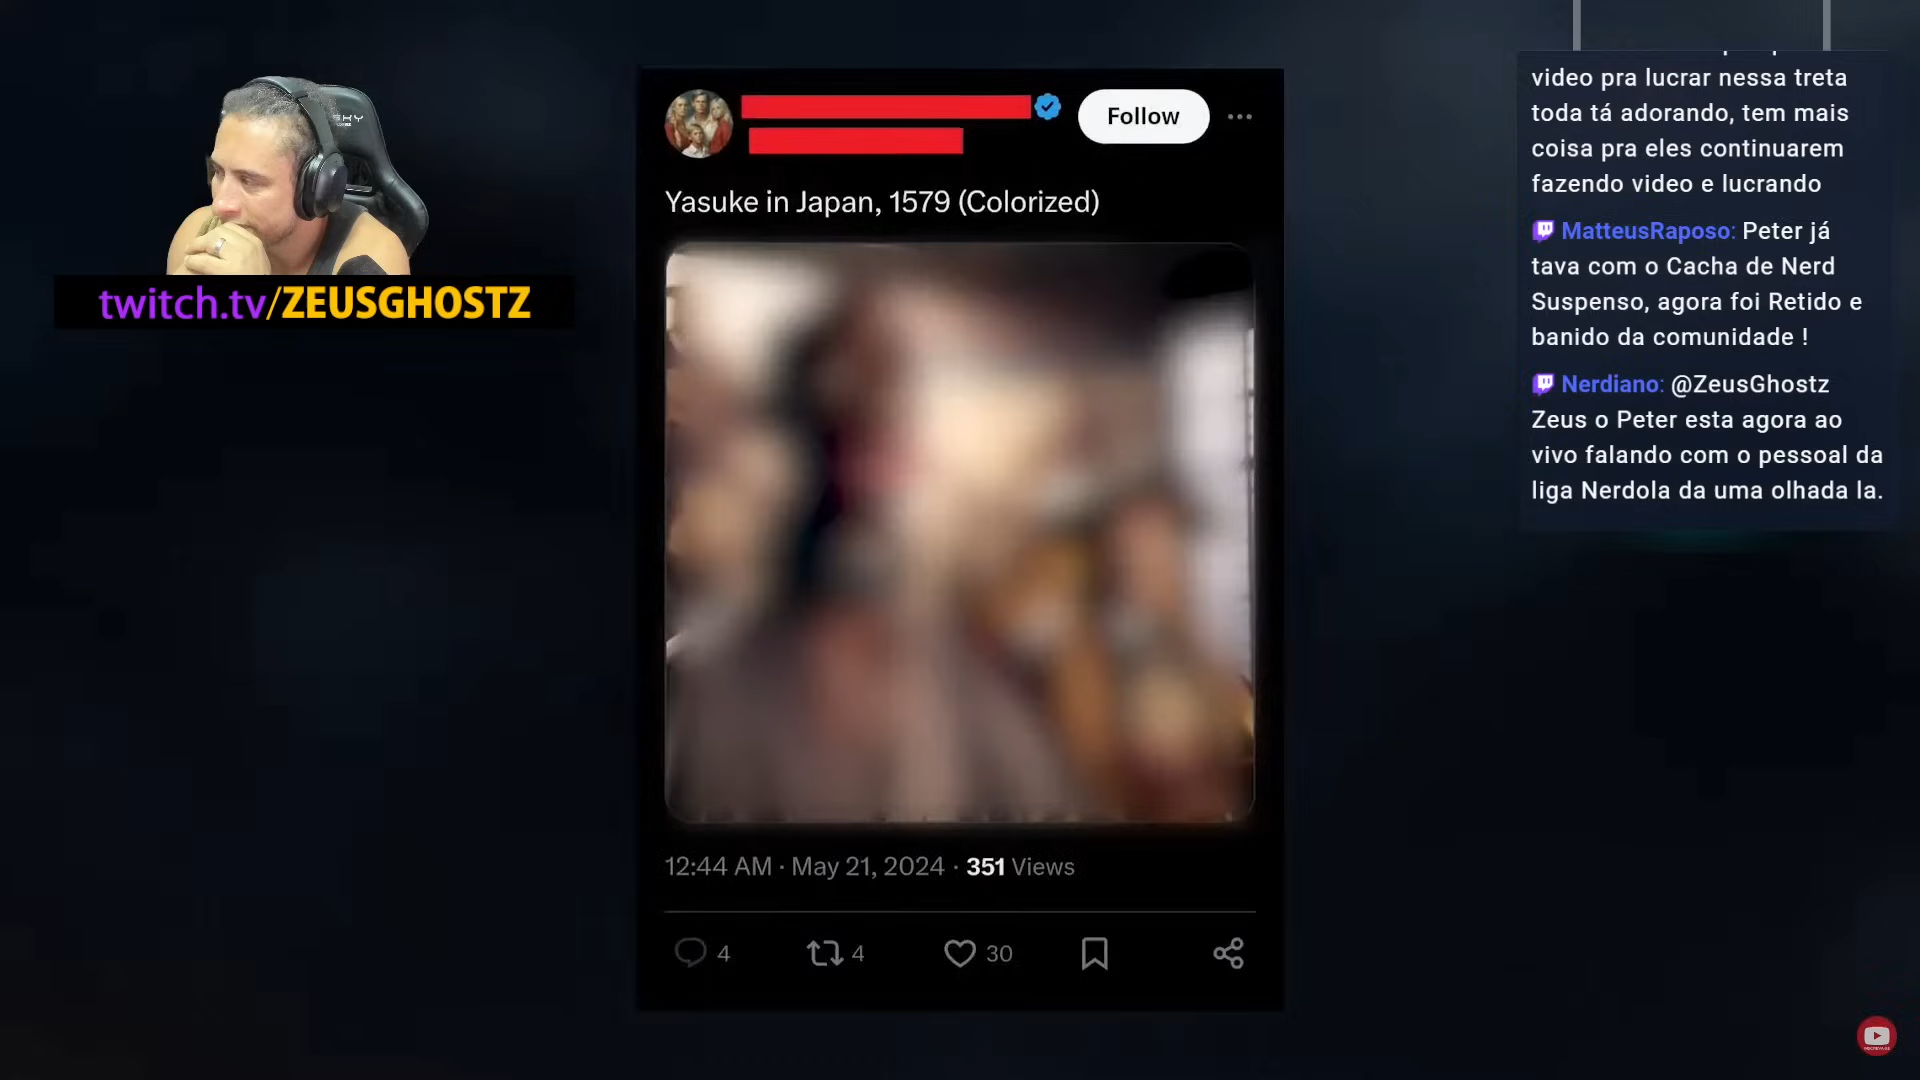 twitch.tv/ZEUSGHOSTZ
Follow
Yasuke in Japan, 1579 (Colorized)
12:44 AM · May 21, 2024 · 351 Views
4
4
30
video pra lucrar nessa treta
toda tá adorando, tem mais
coisa pra eles continuarem
fazendo video e lucrando
MatteusRaposo: Peter já
tava com o Cacha de Nerd
Suspenso, agora foi Retido e
banido da comunidade !
Nerdiano: @ZeusGhostz
Zeus o Peter esta agora ao
vivo falando com o pessoal da
liga Nerdola da uma olhada la.